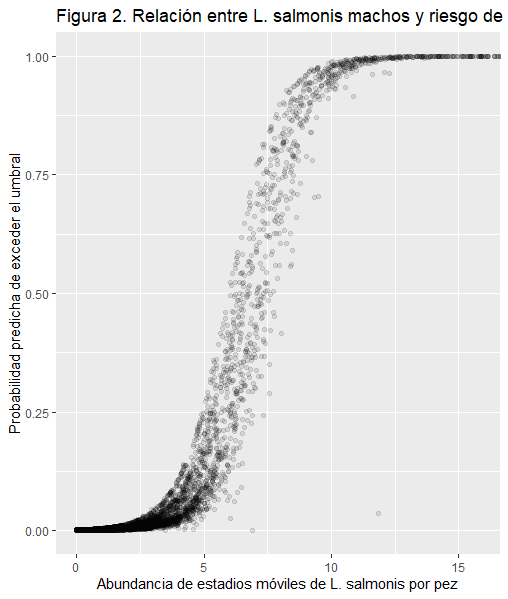 Figura 2. Relación entre L. salmonis machos y riesgo de
1.00
0.75
0.50
0.25
0.00
Probabilidad predicha de exceder el umbral
0 5 10 15
Abundancia de estadios móviles de L. salmonis por pez